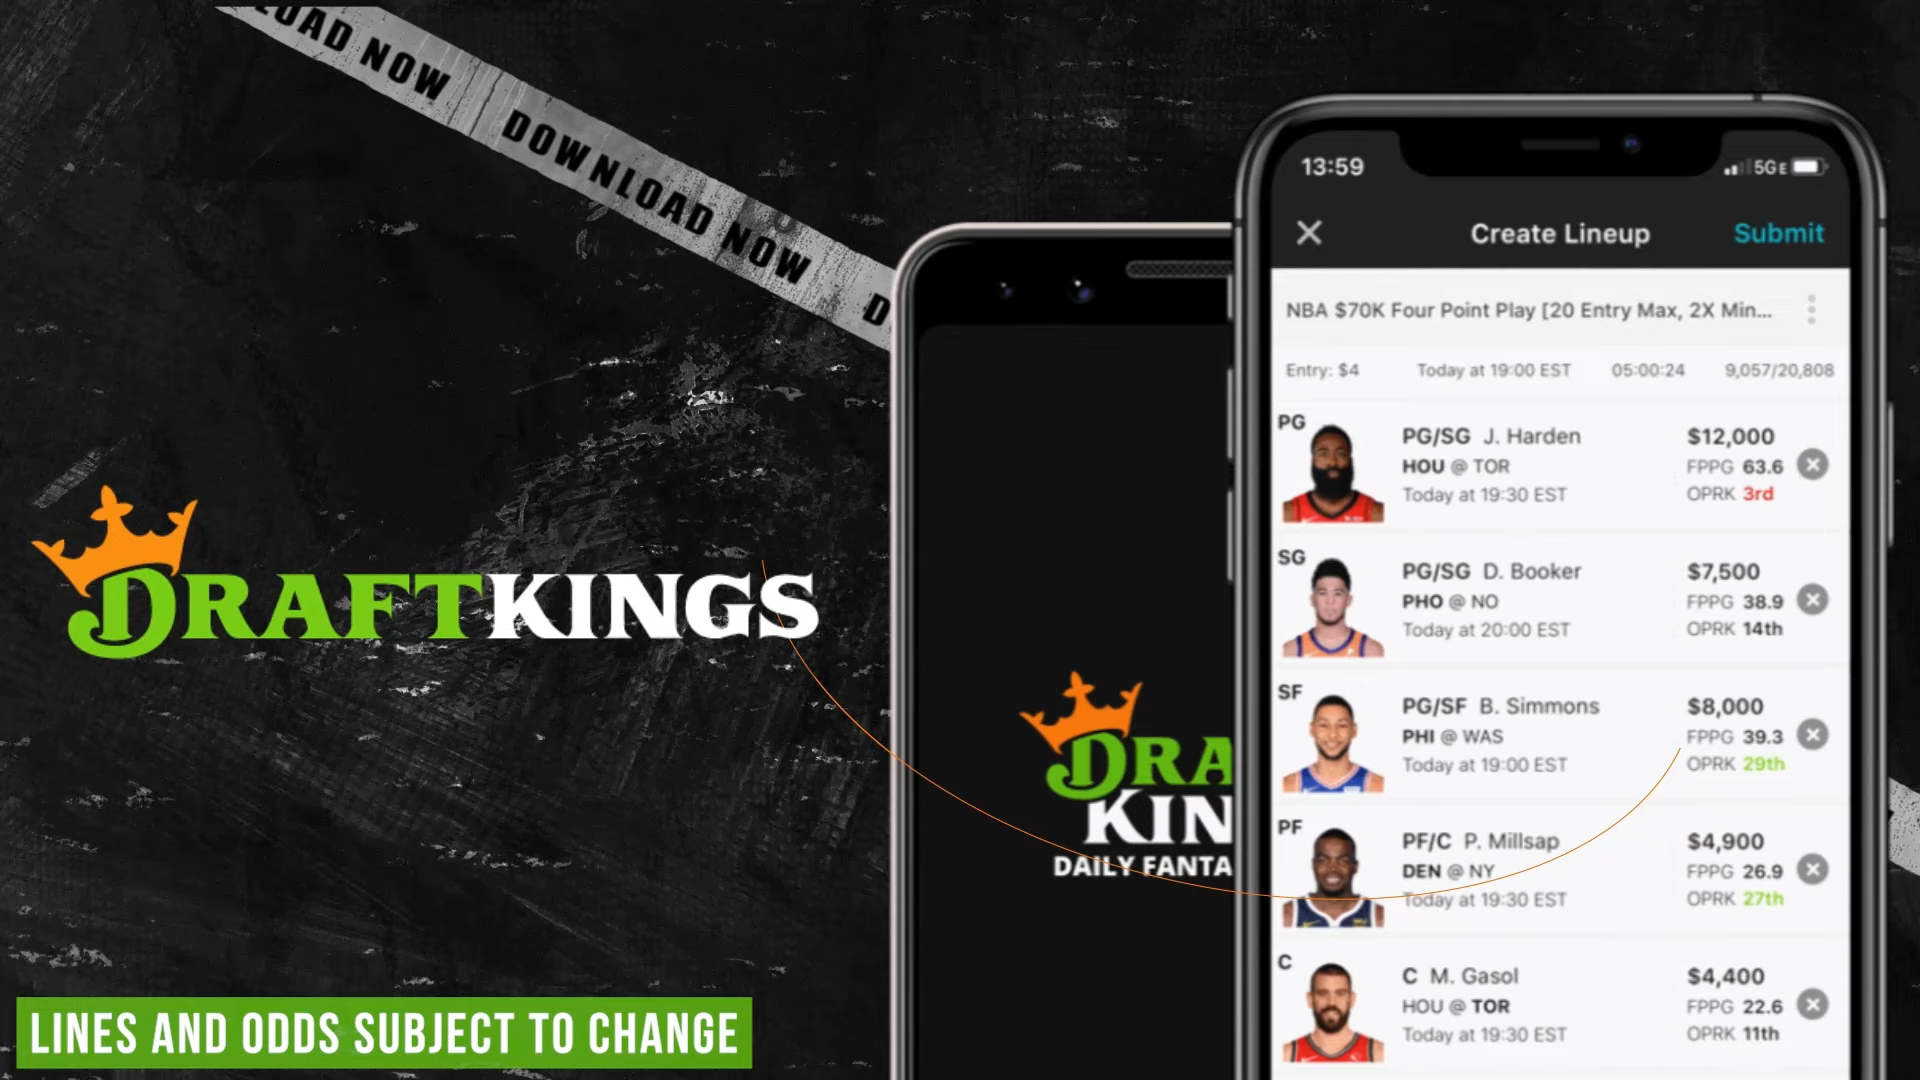 LOAD NOW
DOWNLOAD NOW
D
DRAFTKINGS
LINES AND ODDS SUBJECT TO CHANGE
DRA
KIN
DAILY FANTA
13:59
5GE
Create Lineup
Submit
NBA $70K Four Point Play [20 Entry Max, 2X Min...
Entry: $4 Today at 19:00 EST 05:00:24 9,057/20,808
PG
PG/SG J. Harden $12,000
HOU @ TOR FPPG 63.6
Today at 19:30 EST OPRK 3rd
SG
PG/SG D. Booker $7,500
PHO @ NO FPPG 38.9
Today at 20:00 EST OPRK 14th
SF
PG/SF B. Simmons $8,000
PHI @ WAS FPPG 39.3
Today at 19:00 EST OPRK 29th
PF
PF/C P. Millsap $4,900
DEN @ NY FPPG 26.9
Today at 19:30 EST OPRK 27th
C
C M. Gasol $4,400
HOU @ TOR FPPG 22.6
Today at 19:30 EST OPRK 11th